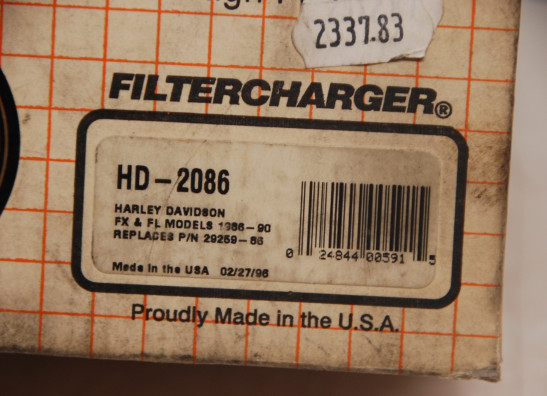 2337.83
FILTERCHARGER®
HD-2086
HARLEY DAVIDSON
FX & FL MODELS 1986-90
REPLACES P/N 29259-86
0 24844 00591 5
Made in the USA 02/27/96
Proudly Made in the U.S.A.